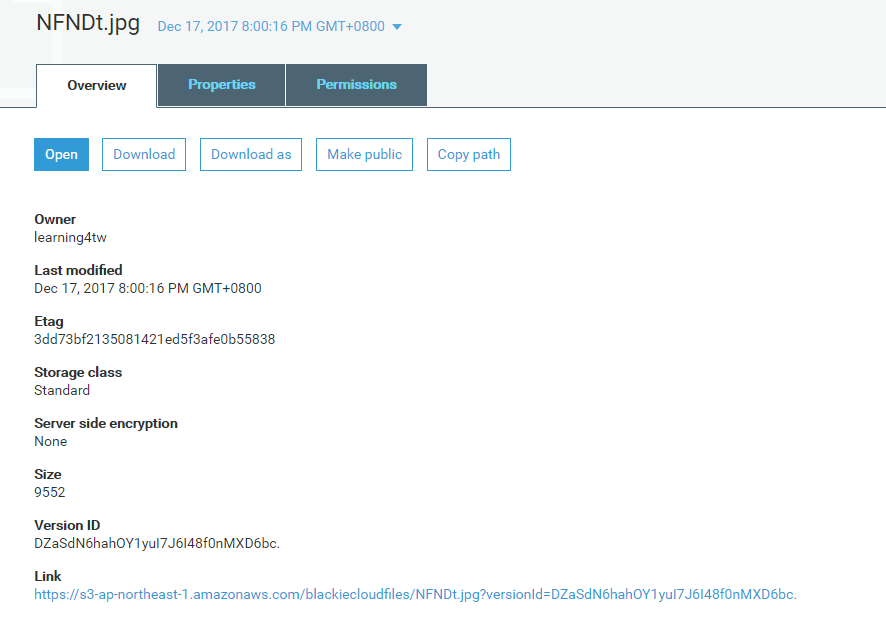 NFNDt.jpg Dec 17, 2017 8:00:16 PM GMT+0800
Overview Properties Permissions
Open Download Download as Make public Copy path
Owner
learning4tw
Last modified
Dec 17, 2017 8:00:16 PM GMT+0800
Etag
3dd73bf2135081421ed5f3afe0b55838
Storage class
Standard
Server side encryption
None
Size
9552
Version ID
DZaSdN6hahOY1yuI7J6I48f0nMXD6bc.
Link
https://s3-ap-northeast-1.amazonaws.com/blackiecloudfiles/NFNDt.jpg?versionId=DZaSdN6hahOY1yuI7J6I48f0nMXD6bc.